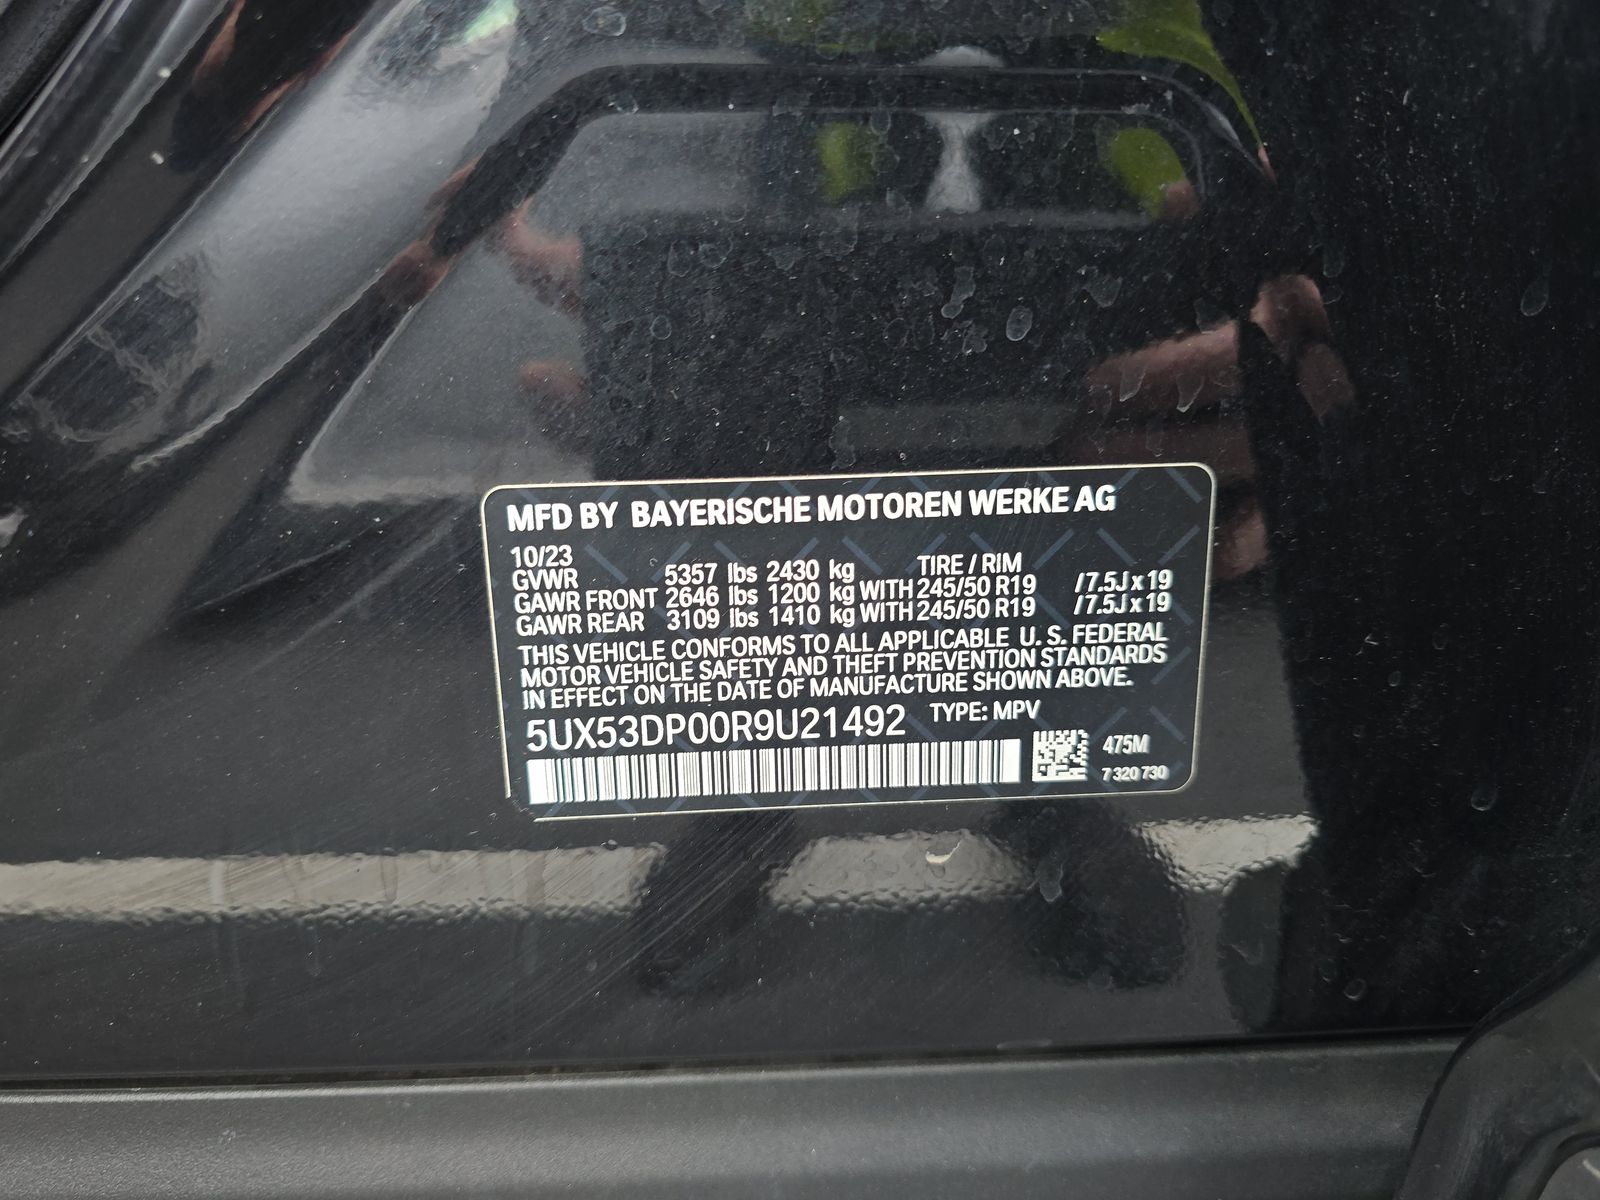 MFD BY BAYERISCHE MOTOREN WERKE AG
10/23 TIRE / RIM
GVWR 5357 lbs 2430 kg
GAWR FRONT 2646 lbs 1200 kg WITH 245/50 R19 /7.5J x 19
GAWR REAR 3109 lbs 1410 kg WITH 245/50 R19 /7.5J x 19
THIS VEHICLE CONFORMS TO ALL APPLICABLE U. S. FEDERAL
MOTOR VEHICLE SAFETY AND THEFT PREVENTION STANDARDS
IN EFFECT ON THE DATE OF MANUFACTURE SHOWN ABOVE.
5UX53DP00R9U21492 TYPE: MPV
475M
7 320 730